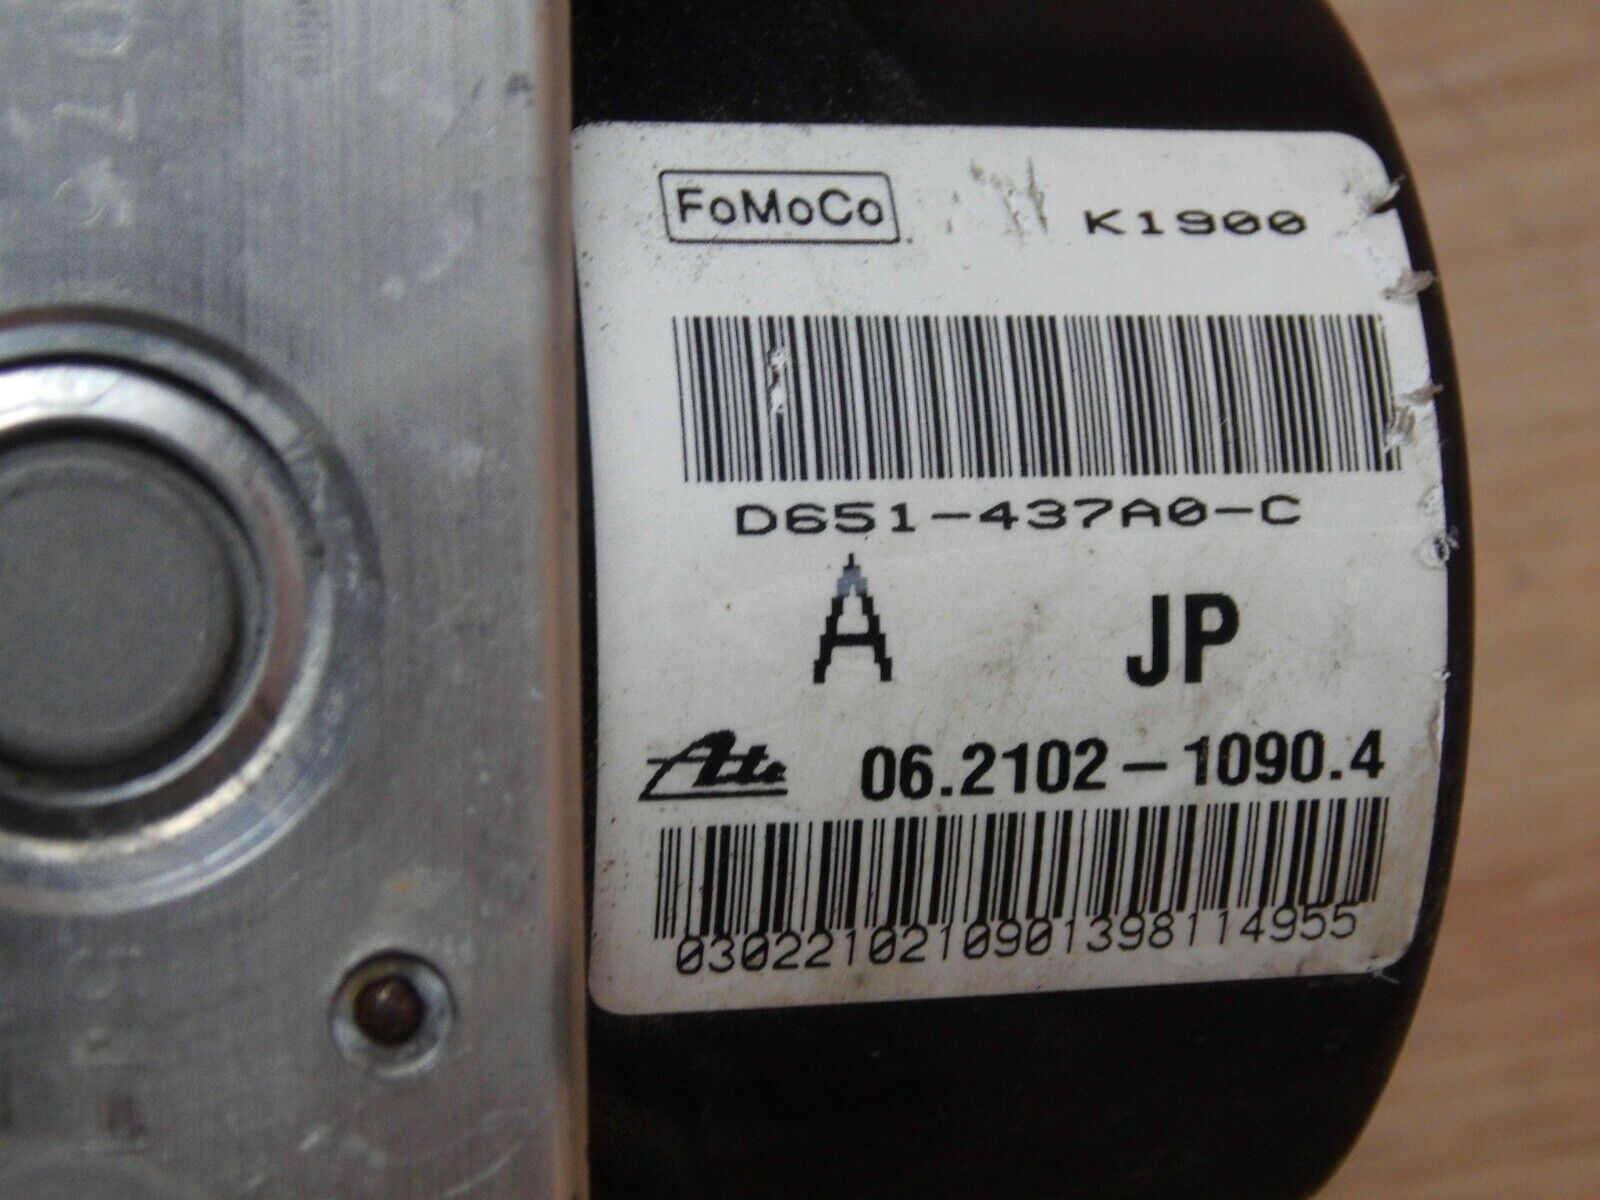 FoMoCo K1900
D651-437A0-C
A JP
Ate 06.2102-1090.4
0302210210901398114955